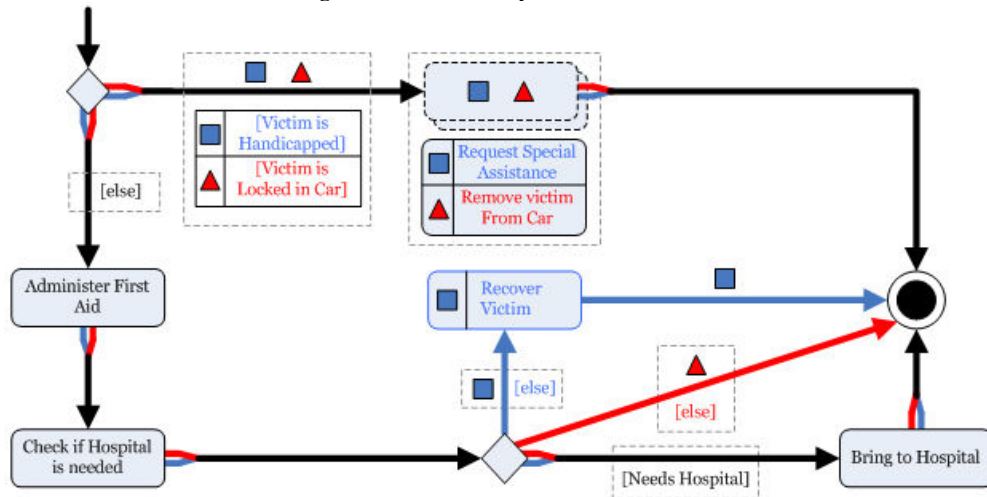 [Victim is
Handicapped]
[Victim is
Locked in Car]
Request Special
Assistance
Remove victim
From Car
[else]
Administer First
Aid
Recover
Victim
[else]
[else]
Check if Hospital
is needed
[Needs Hospital]
Bring to Hospital